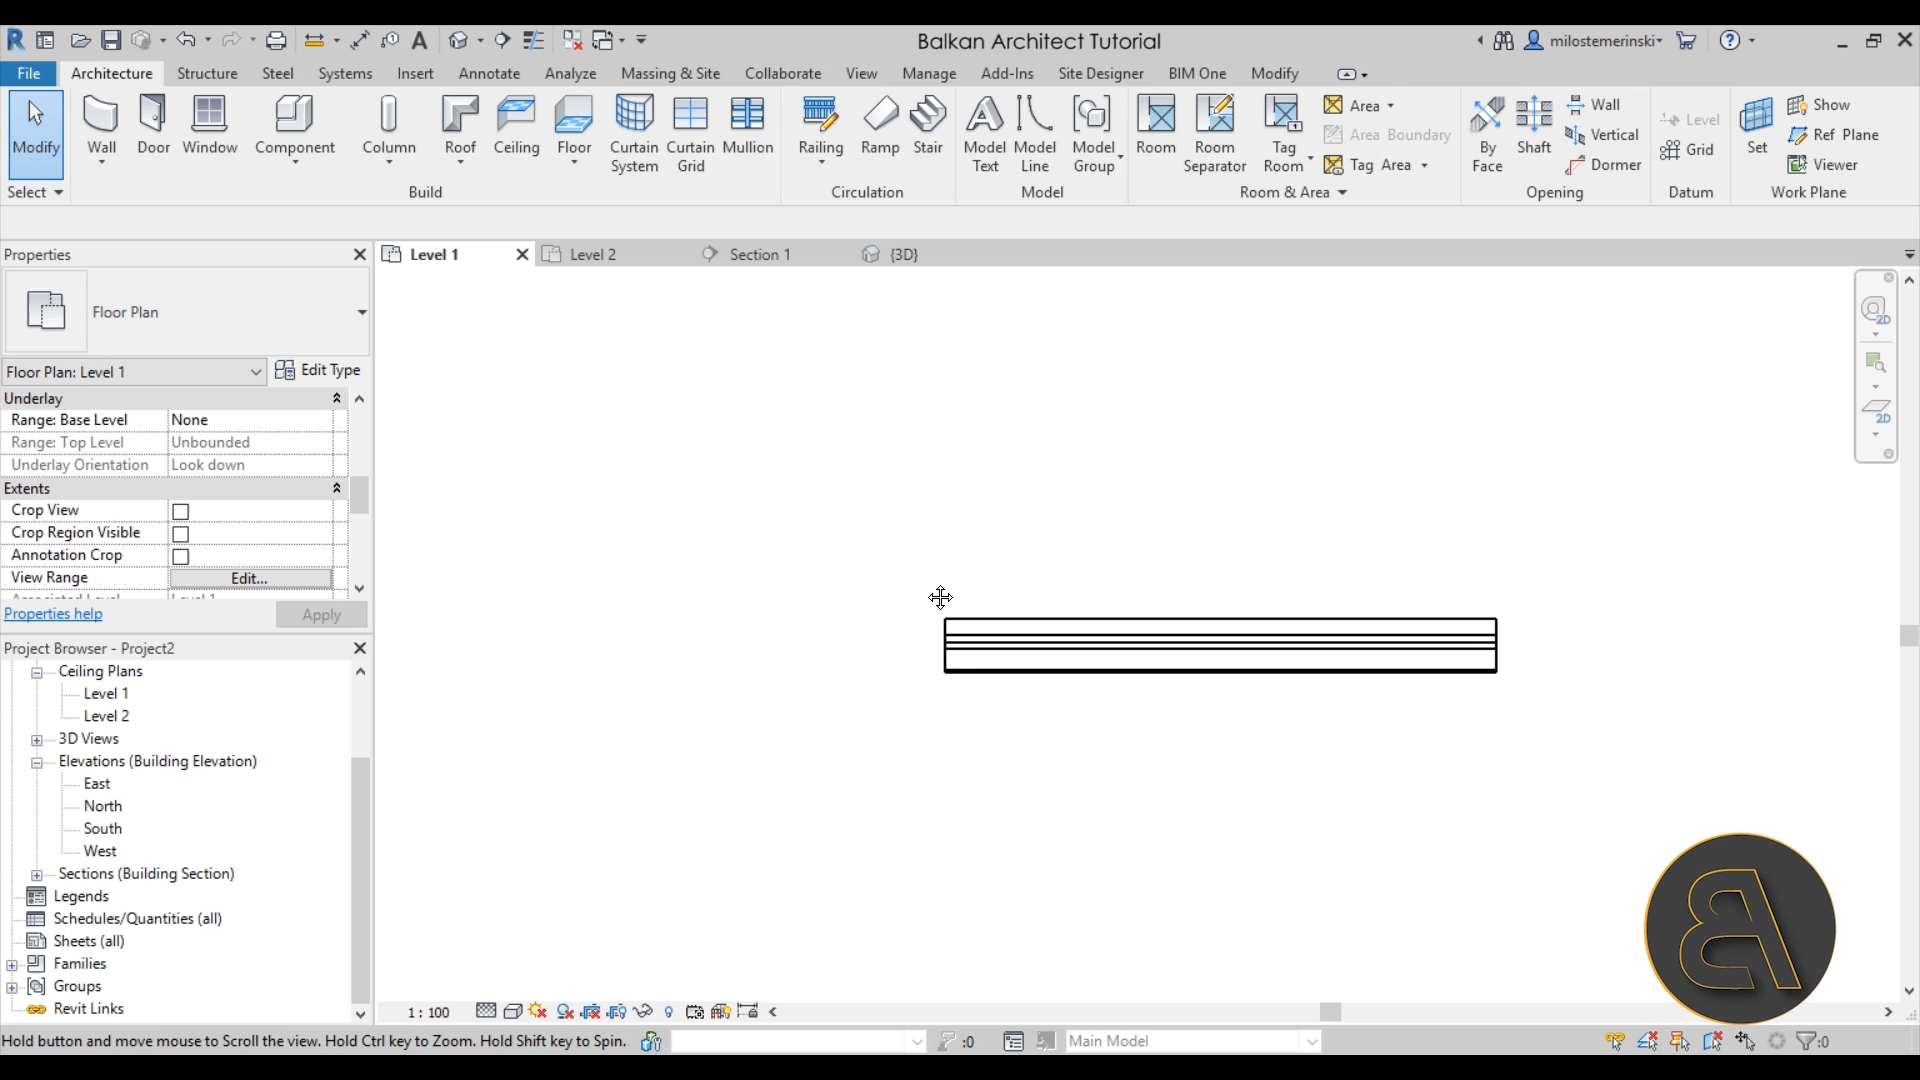 Balkan Architect Tutorial
milostemerinski
File Architecture Structure Steel Systems Insert Annotate Analyze Massing & Site Collaborate View Manage Add-Ins Site Designer BIM One Modify
Modify
Wall
Door
Window
Component
Column
Roof
Ceiling
Floor
Curtain
System
Curtain
Grid
Mullion
Railing
Ramp
Stair
Model
Text
Model
Line
Model
Group
Room
Room
Separator
Tag
Room
Area
Area Boundary
Tag Area
By
Face
Shaft
Wall
Vertical
Dormer
Level
Grid
Set
Show
Ref Plane
Viewer
Select Build Circulation Model Room & Area Opening Datum Work Plane
Properties
Level 1 Level 2 Section 1 {3D}
Floor Plan
Floor Plan: Level 1 Edit Type
Underlay
Range: Base Level None
Range: Top Level Unbounded
Underlay Orientation Look down
Extents
Crop View
Crop Region Visible
Annotation Crop
View Range Edit...
Properties help Apply
2D
2D
Project Browser - Project2
Ceiling Plans
Level 1
Level 2
3D Views
Elevations (Building Elevation)
East
North
South
West
Sections (Building Section)
Legends
Schedules/Quantities (all)
Sheets (all)
Families
Groups
Revit Links
1 : 100
Hold button and move mouse to Scroll the view. Hold Ctrl key to Zoom. Hold Shift key to Spin. :0 Main Model :0